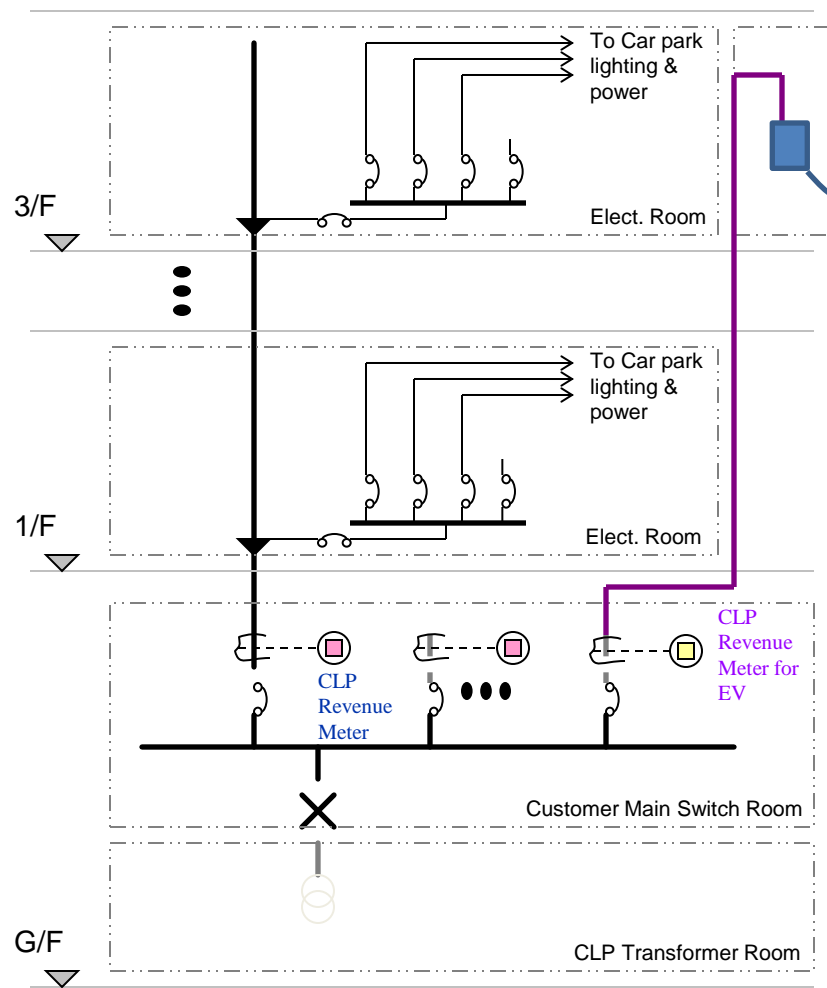 To Car park
lighting &
power
3/F
Elect. Room
To Car park
lighting &
power
1/F
Elect. Room
CLP
Revenue
Meter for
EV
CLP
Revenue
Meter
Customer Main Switch Room
G/F
CLP Transformer Room